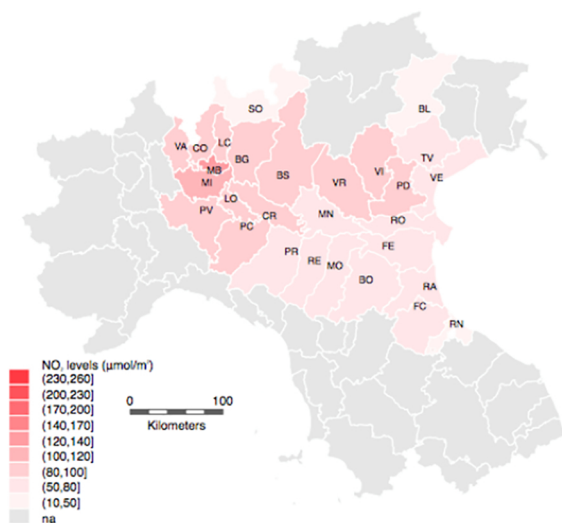 SO
BL
VA
CO
LC
TV
BG
MB
VI
MI
BS
VR
PD
VE
LO
PV
CR
MN
RO
PC
FE
PR
RE
MO
BO
RA
FC
RN
NO, levels (μmol/m²)
(230,260]
(200,230]
(170,200]
(140,170]
(120,140]
(100,120]
(80,100]
(50,80]
(10,50]
na
0 100
Kilometers